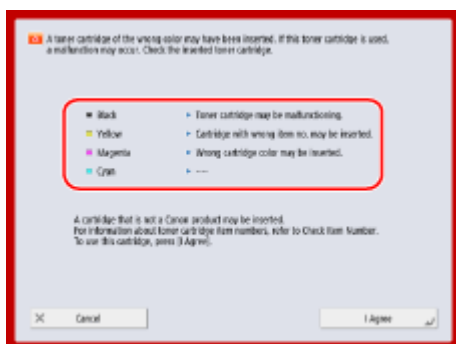 A toner cartridge of the wrong color may have been inserted. If this toner cartridge is used,
a malfunction may occur. Check the inserted toner cartridge.
Black ▸ Toner cartridge may be malfunctioning.
Yellow ▸ Cartridge with wrong item no. may be inserted.
Magenta ▸ Wrong cartridge color may be inserted.
Cyan ▸ ----
A cartridge that is not a Canon product may be inserted.
For information about toner cartridge item numbers, refer to Check Item Number.
To use this cartridge, press [I Agree].
Cancel
I Agree